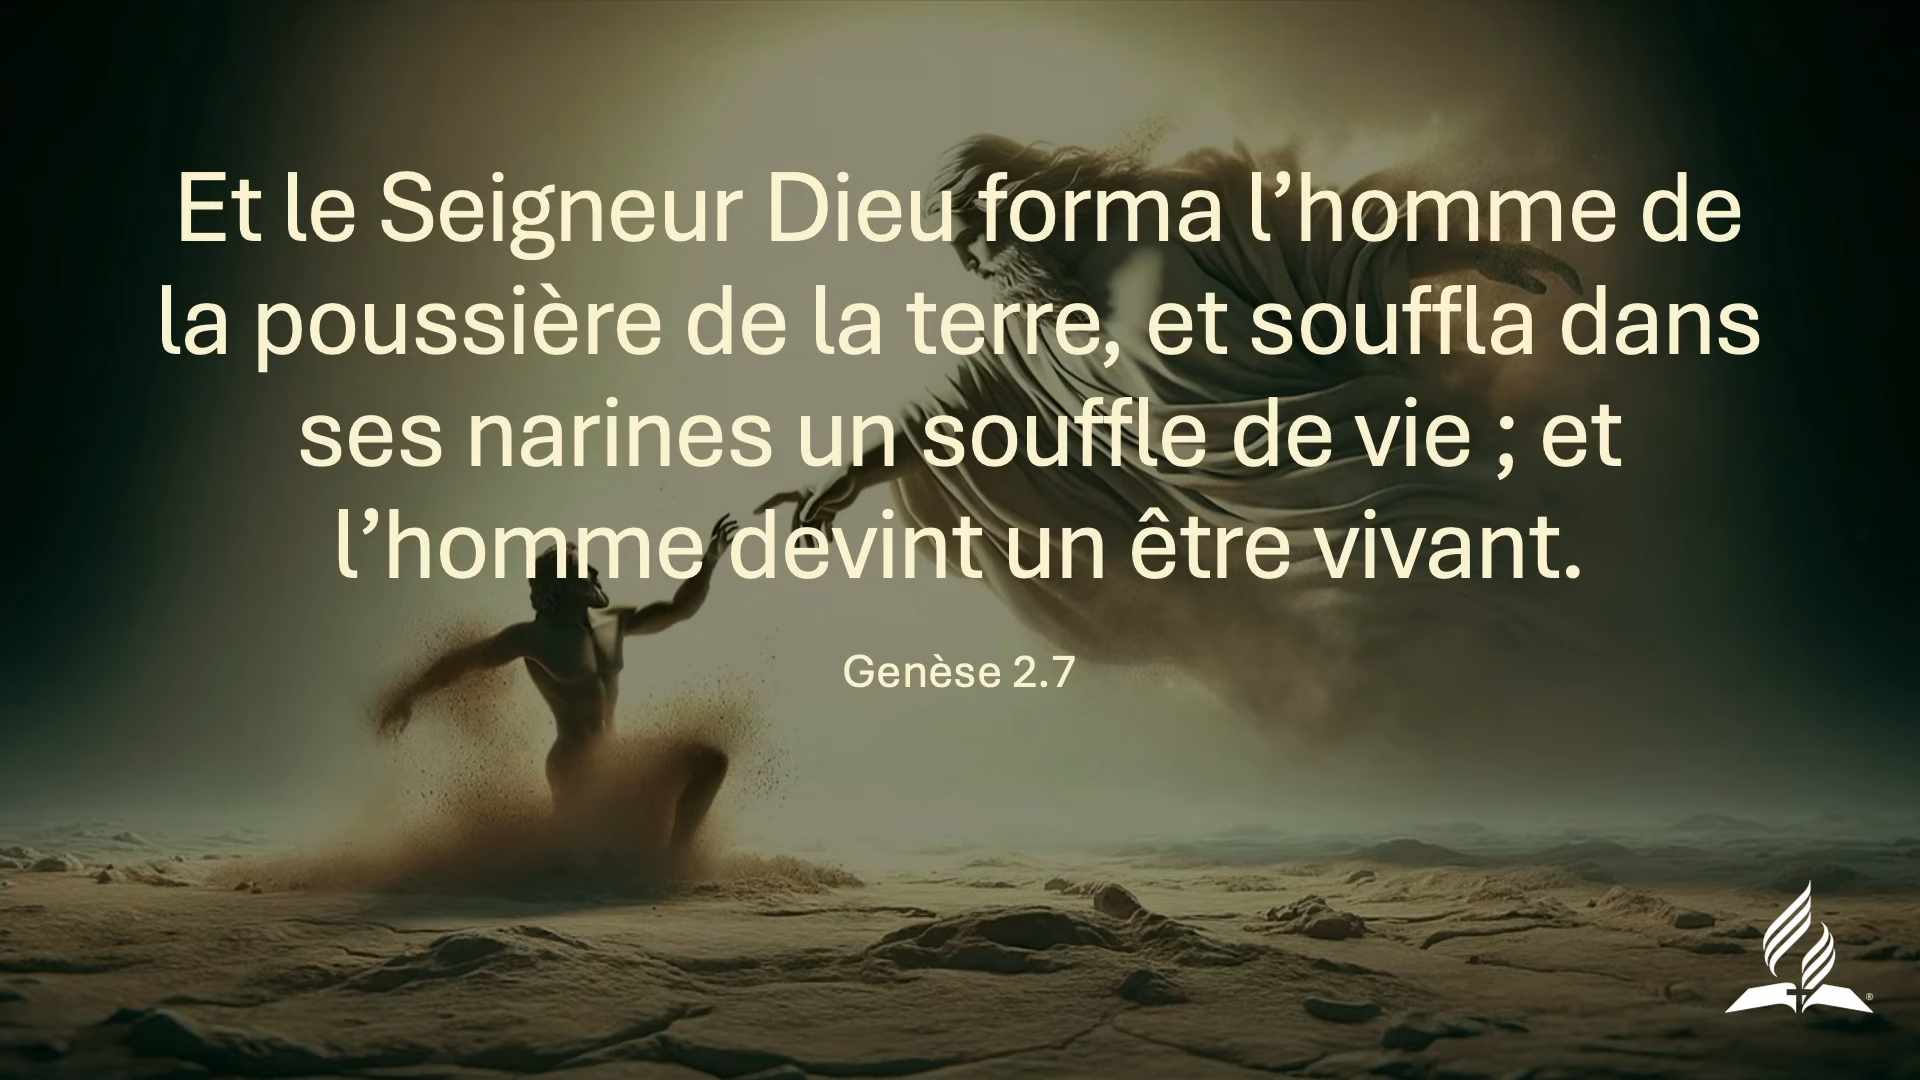 Et le Seigneur Dieu forma l’homme de
la poussière de la terre, et souffla dans
ses narines un souffle de vie ; et
l’homme devint un être vivant.
Genèse 2.7
®